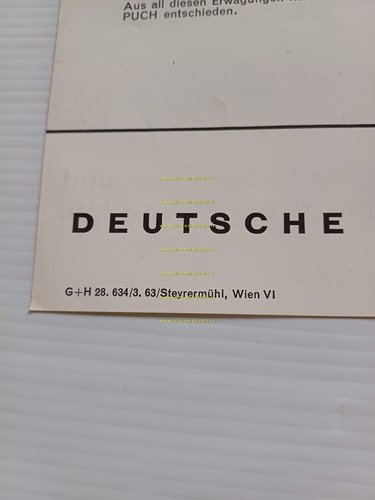 Aus all diesen Erwägungen
PUCH entschieden.
DEUTSCHE
G+H 28. 634/3. 63/Steyrermühl, Wien VI